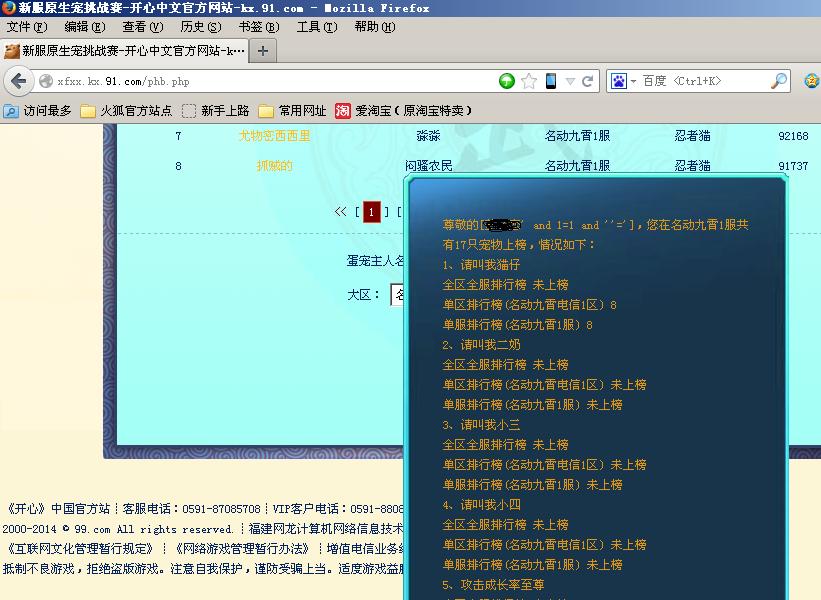 新服原生宠挑战赛-开心中文官方网站-kx.91.com - Mozilla Firefox
文件(F) 编辑(E) 查看(V) 历史(S) 书签(B) 工具(T) 帮助(H)
新服原生宠挑战赛-开心中文官方网站-k...
xfxx.kx.91.com/phb.php 百度 <Ctrl+K>
访问最多 火狐官方站点 新手上路 常用网址 淘 爱淘宝(原淘宝特卖)
7 尤物密西西里 淼淼 名动九霄1服 忍者猫 92168
8 抓贼的 闷骚农民 名动九霄1服 忍者猫 91737
<< [ 1 ] [
蛋宠主人名
大区:
尊敬的[ and 1=1 and ''='],您在名动九霄1服共
有17只宠物上榜,情况如下:
1、请叫我猫仔
全区全服排行榜 未上榜
单区排行榜(名动九霄电信1区) 8
单服排行榜(名动九霄1服) 8
2、请叫我二奶
全区全服排行榜 未上榜
单区排行榜(名动九霄电信1区) 未上榜
单服排行榜(名动九霄1服) 未上榜
3、请叫我小三
全区全服排行榜 未上榜
单区排行榜(名动九霄电信1区) 未上榜
单服排行榜(名动九霄1服) 未上榜
4、请叫我小四
全区全服排行榜 未上榜
单区排行榜(名动九霄电信1区) 未上榜
单服排行榜(名动九霄1服) 未上榜
5、攻击成长率至尊
《开心》中国官方站┊客服电话:0591-87085708┊VIP客户电话:0591-8808
2000-2014 © 99.com All rights reserved.┊福建网龙计算机网络信息技术
《互联网文化管理暂行规定》┊《网络游戏管理暂行办法》┊增值电信业务
抵制不良游戏,拒绝盗版游戏。注意自我保护,谨防受骗上当。适度游戏益